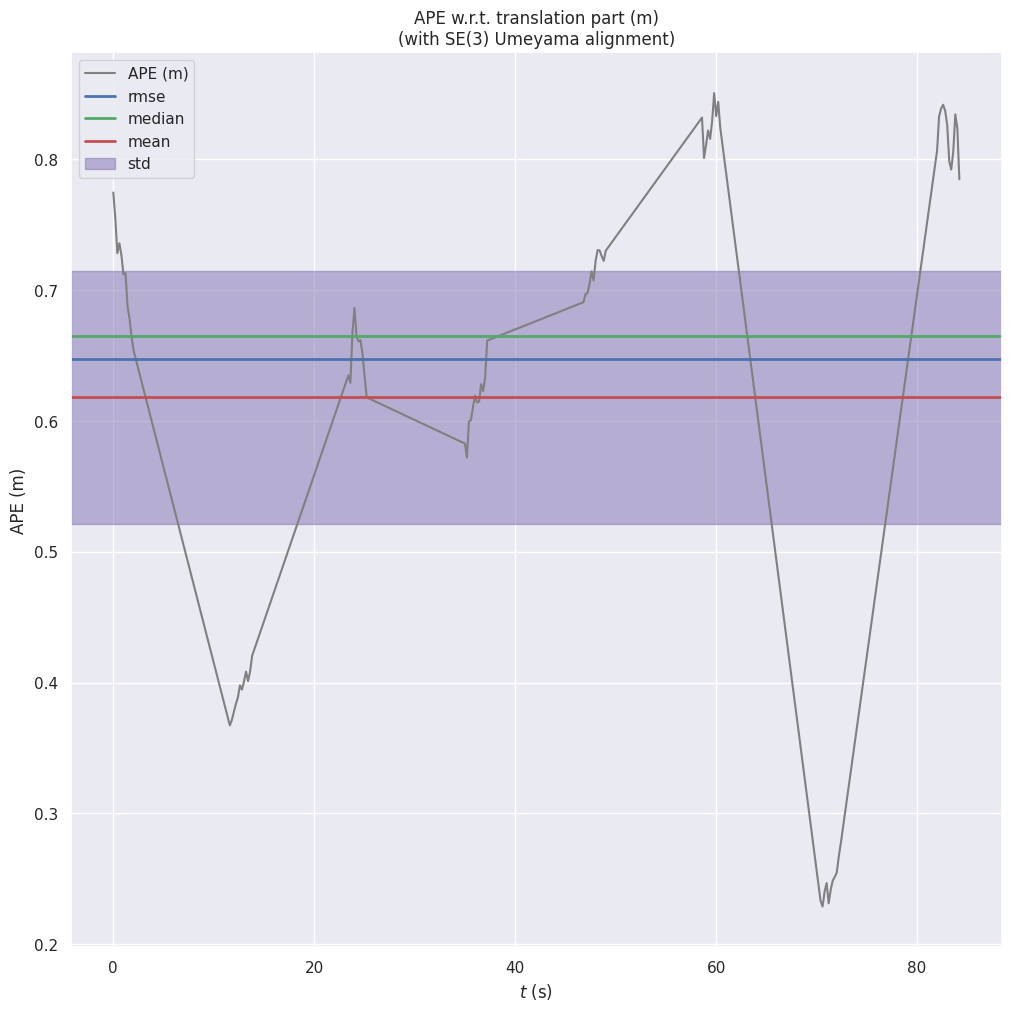 APE w.r.t. translation part (m)
(with SE(3) Umeyama alignment)
APE (m)
rmse
median
mean
std
APE (m)
0.8
0.7
0.6
0.5
0.4
0.3
0.2
0
20
40
60
80
t (s)